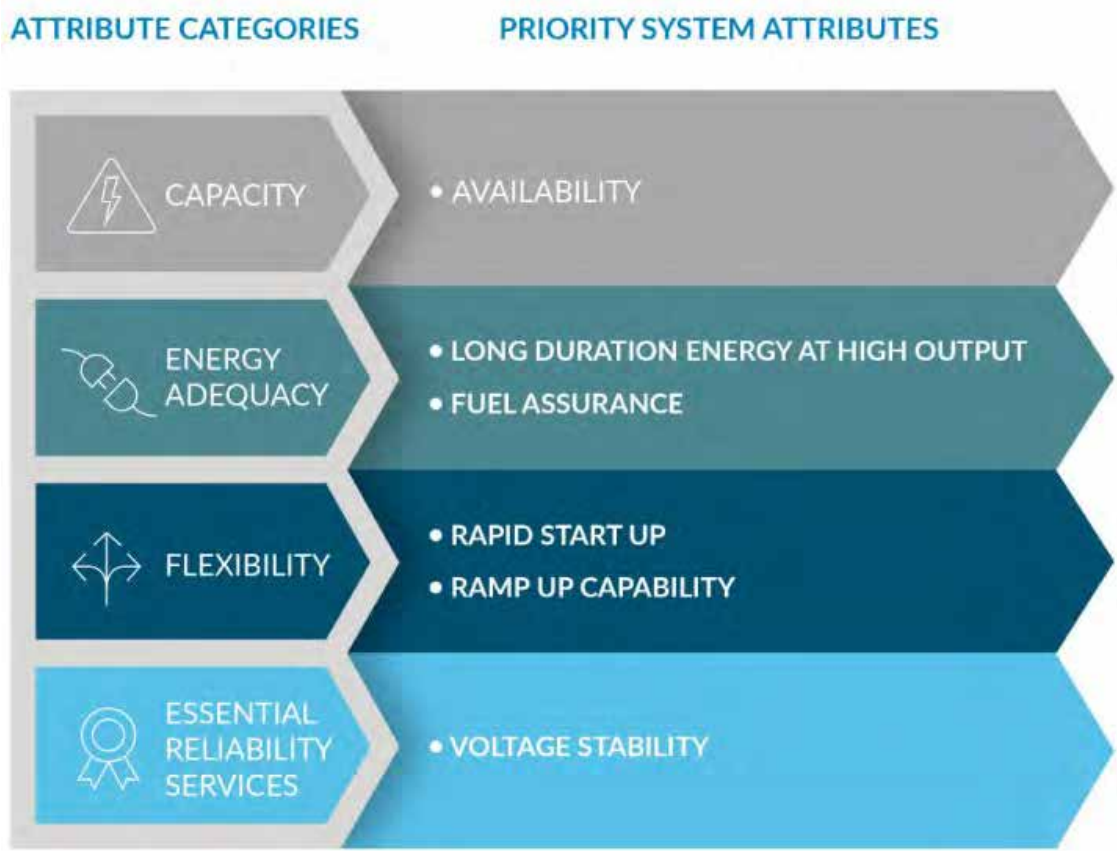 ATTRIBUTE CATEGORIES
PRIORITY SYSTEM ATTRIBUTES
CAPACITY
• AVAILABILITY
ENERGY
ADEQUACY
• LONG DURATION ENERGY AT HIGH OUTPUT
• FUEL ASSURANCE
FLEXIBILITY
• RAPID START UP
• RAMP UP CAPABILITY
ESSENTIAL
RELIABILITY
SERVICES
• VOLTAGE STABILITY